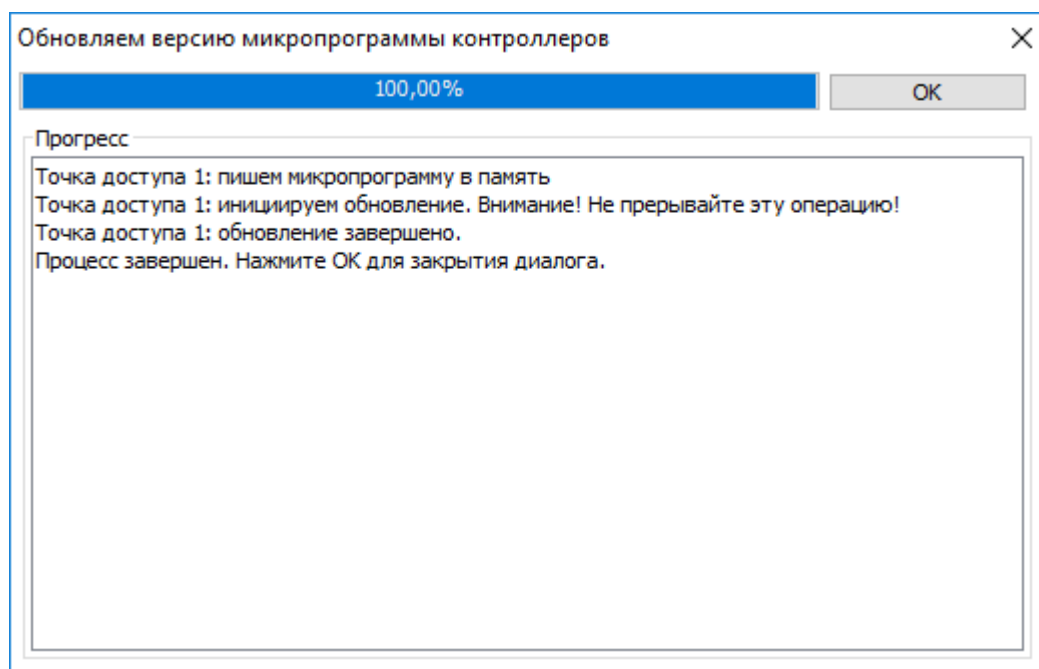 Обновляем версию микропрограммы контроллеров
100,00%
ОК
Прогресс
Точка доступа 1: пишем микропрограмму в память
Точка доступа 1: инициируем обновление. Внимание! Не прерывайте эту операцию!
Точка доступа 1: обновление завершено.
Процесс завершен. Нажмите ОК для закрытия диалога.